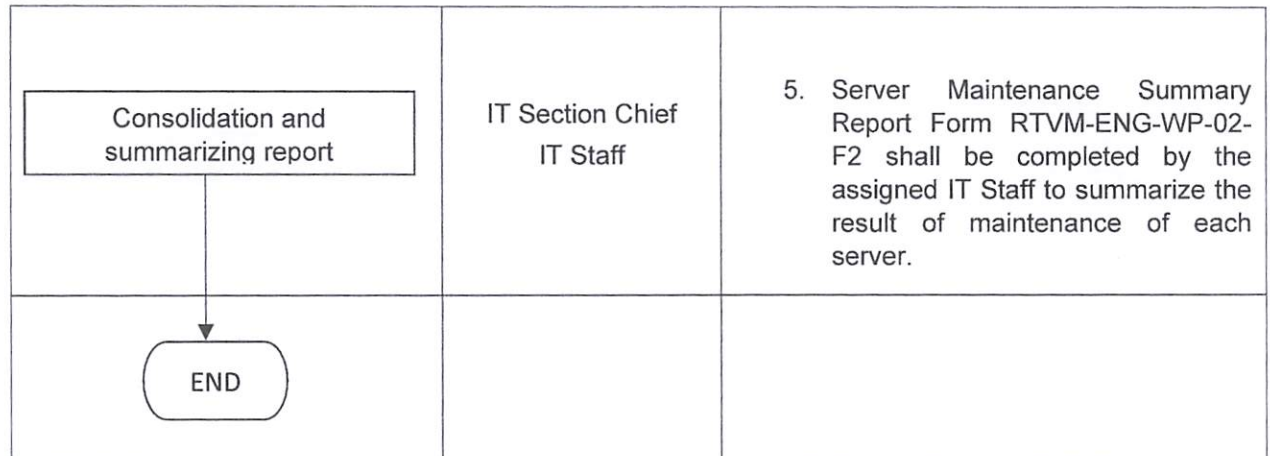 Consolidation and
summarizing report
IT Section Chief
IT Staff
5. Server Maintenance Summary
Report Form RTVM-ENG-WP-02-
F2 shall be completed by the
assigned IT Staff to summarize the
result of maintenance of each
server.
END